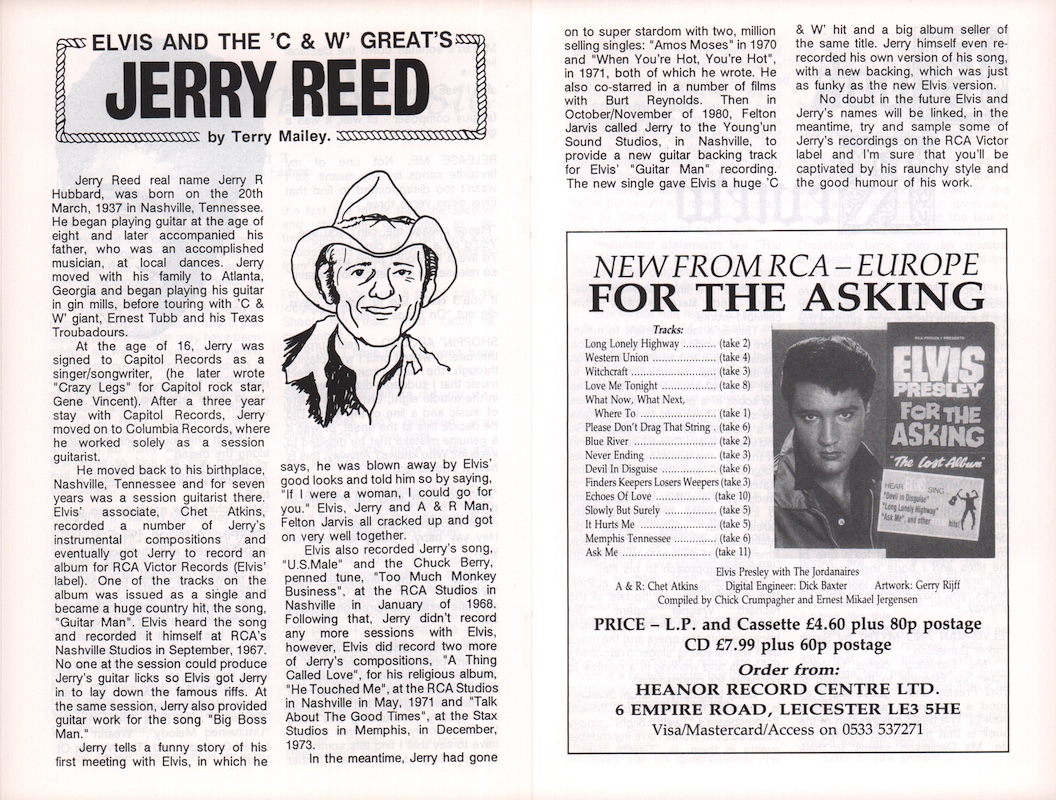 ELVIS AND THE 'C & W' GREAT'S
JERRY REED
by Terry Mailey.
Jerry Reed real name Jerry R
Hubbard, was born on the 20th
March, 1937 in Nashville, Tennessee.
He began playing guitar at the age of
eight and later accompanied his
father, who was an accomplished
musician, at local dances. Jerry
moved with his family to Atlanta,
Georgia and began playing his guitar
in gin mills, before touring with 'C &
W' giant, Ernest Tubb and his Texas
Troubadours.
At the age of 16, Jerry was
signed to Capitol Records as a
singer/songwriter, (he later wrote
"Crazy Legs" for Capitol rock star,
Gene Vincent). After a three year
stay with Capitol Records, Jerry
moved on to Columbia Records, where
he worked solely as a session
guitarist.
He moved back to his birthplace,
Nashville, Tennessee and for seven
years was a session guitarist there.
Elvis' associate, Chet Atkins,
recorded a number of Jerry's
instrumental compositions and
eventually got Jerry to record an
album for RCA Victor Records (Elvis'
label). One of the tracks on the
album was issued as a single and
became a huge country hit, the song,
"Guitar Man". Elvis heard the song
and recorded it himself at RCA's
Nashville Studios in September, 1967.
No one at the session could produce
Jerry's guitar licks so Elvis got Jerry
in to lay down the famous riffs. At
the same session, Jerry also provided
guitar work for the song "Big Boss
Man."
Jerry tells a funny story of his
first meeting with Elvis, in which he
says, he was blown away by Elvis'
good looks and told him so by saying,
"If I were a woman, I could go for
you." Elvis, Jerry and A & R Man,
Felton Jarvis all cracked up and got
on very well together.
Elvis also recorded Jerry's song,
"U.S.Male" and the Chuck Berry,
penned tune, "Too Much Monkey
Business", at the RCA Studios in
Nashville in January of 1968.
Following that, Jerry didn't record
any more sessions with Elvis,
however, Elvis did record two more
of Jerry's compositions, "A Thing
Called Love", for his religious album,
"He Touched Me", at the RCA Studios
in Nashville in May, 1971 and "Talk
About The Good Times", at the Stax
Studios in Memphis, in December,
1973.
In the meantime, Jerry had gone
on to super stardom with two, million
selling singles: "Amos Moses" in 1970
and "When You're Hot, You're Hot",
in 1971, both of which he wrote. He
also co-starred in a number of films
with Burt Reynolds. Then in
October/November of 1980, Felton
Jarvis called Jerry to the Young'un
Sound Studios, in Nashville, to
provide a new guitar backing track
for Elvis' "Guitar Man" recording.
The new single gave Elvis a huge 'C
& W' hit and a big album seller of
the same title. Jerry himself even re-
recorded his own version of his song,
with a new backing, which was just
as funky as the new Elvis version.
No doubt in the future Elvis and
Jerry's names will be linked, in the
meantime, try and sample some of
Jerry's recordings on the RCA Victor
label and I'm sure that you'll be
captivated by his raunchy style and
the good humour of his work.
NEW FROM RCA – EUROPE
FOR THE ASKING
Tracks:
Long Lonely Highway .......... (take 2)
Western Union .................... (take 4)
Witchcraft ............................ (take 3)
Love Me Tonight .................. (take 8)
What Now, What Next,
Where To ......................... (take 1)
Please Don't Drag That String . (take 6)
Blue River ........................... (take 2)
Never Ending ...................... (take 3)
Devil In Disguise ................. (take 6)
Finders Keepers Losers Weepers (take 3)
Echoes Of Love .................. (take 10)
Slowly But Surely ................ (take 5)
It Hurts Me ......................... (take 5)
Memphis Tennessee ............ (take 6)
Ask Me .............................. (take 11)
RCA PROUDLY PRESENTS
ELVIS
PRESLEY
FOR THE
ASKING
"The Lost Album"
HEAR SING
"Devil in Disguise"
"Long Lonely Highway"
"Ask Me", and other hits!
Elvis Presley with The Jordanaires
A & R: Chet Atkins Digital Engineer: Dick Baxter Artwork: Gerry Rijff
Compiled by Chick Crumpagher and Ernest Mikael Jergensen
PRICE – L.P. and Cassette £4.60 plus 80p postage
CD £7.99 plus 60p postage
Order from:
HEANOR RECORD CENTRE LTD.
6 EMPIRE ROAD, LEICESTER LE3 5HE
Visa/Mastercard/Access on 0533 537271